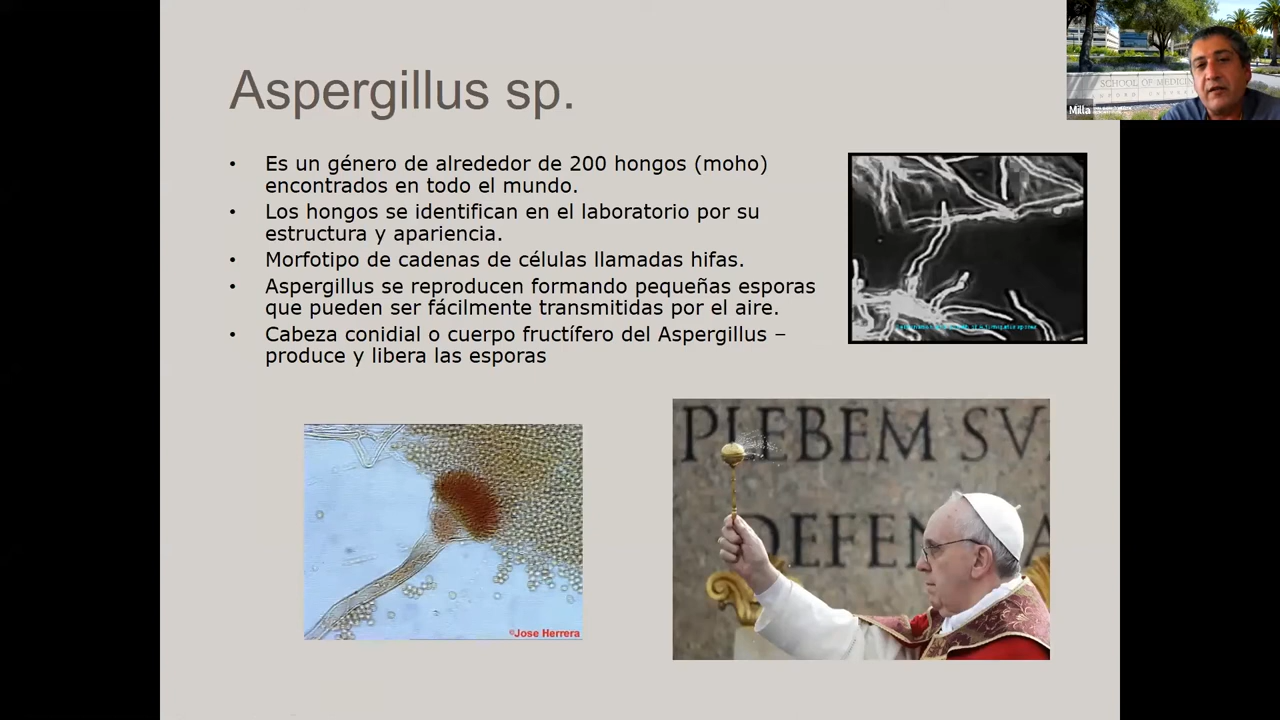 SCHOOL OF MEDICINE
Milla
Aspergillus sp.
• Es un género de alrededor de 200 hongos (moho)
encontrados en todo el mundo.
• Los hongos se identifican en el laboratorio por su
estructura y apariencia.
• Morfotipo de cadenas de células llamadas hifas.
• Aspergillus se reproducen formando pequeñas esporas
que pueden ser fácilmente transmitidas por el aire.
• Cabeza conidial o cuerpo fructífero del Aspergillus –
produce y libera las esporas
PLEBEM SV
DEFEN A
©Jose Herrera